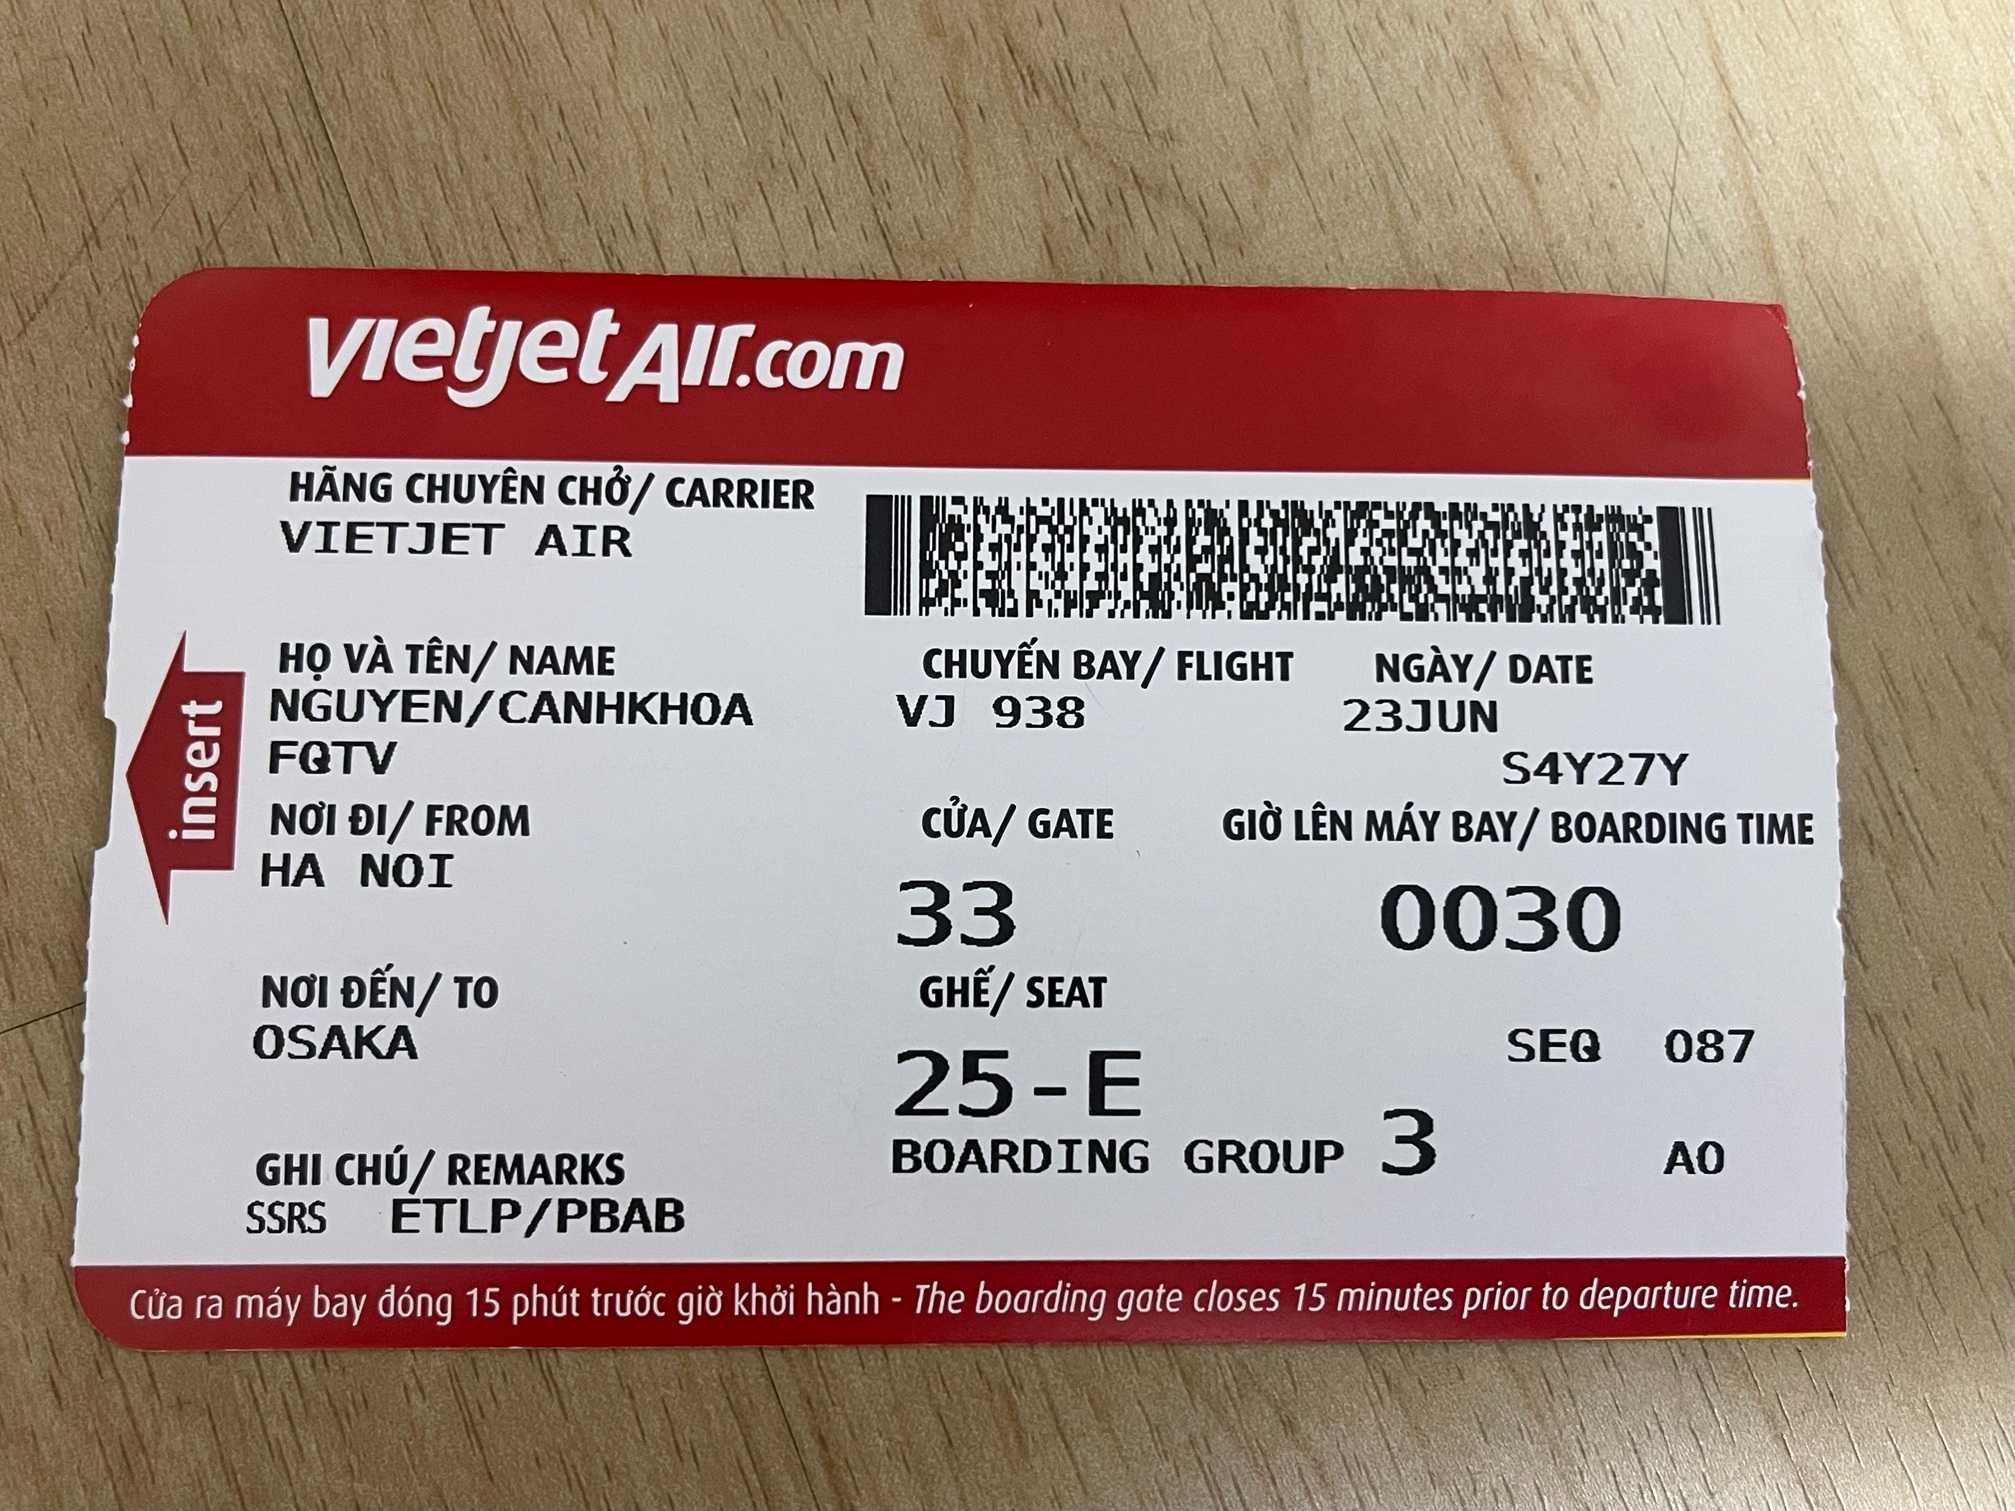 vietjetAir.com
HÃNG CHUYÊN CHỞ/ CARRIER
VIETJET AIR
HỌ VÀ TÊN/ NAME
NGUYEN/CANHKHOA
FQTV
CHUYẾN BAY/ FLIGHT
VJ 938
NGÀY/ DATE
23JUN
S4Y27Y
insert
NƠI ĐI/ FROM
HA NOI
CỬA/ GATE
33
GIỜ LÊN MÁY BAY/ BOARDING TIME
0030
NƠI ĐẾN/ TO
OSAKA
GHẾ/ SEAT
25-E
SEQ 087
BOARDING GROUP 3
A0
GHI CHÚ/ REMARKS
SSRS ETLP/PBAB
Cửa ra máy bay đóng 15 phút trước giờ khởi hành - The boarding gate closes 15 minutes prior to departure time.